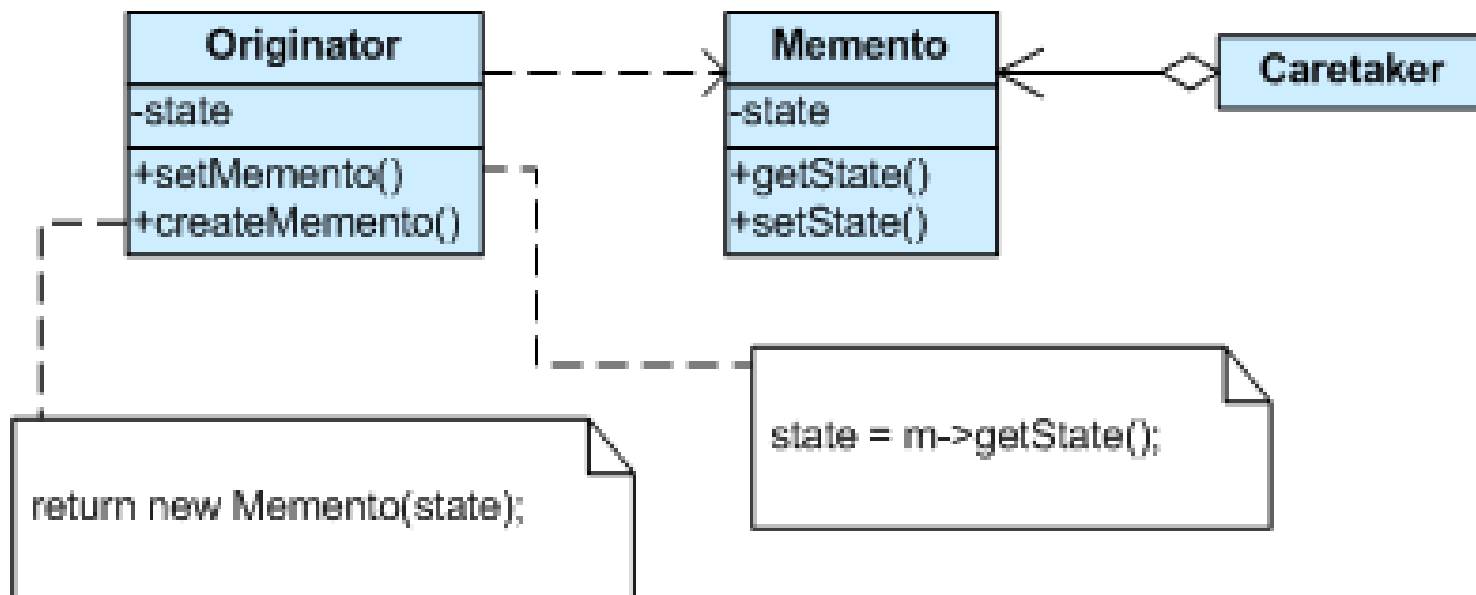 Originator
-state
+setMemento()
+createMemento()
Memento
-state
+getState()
+setState()
Caretaker
state = m->getState();
return new Memento(state);